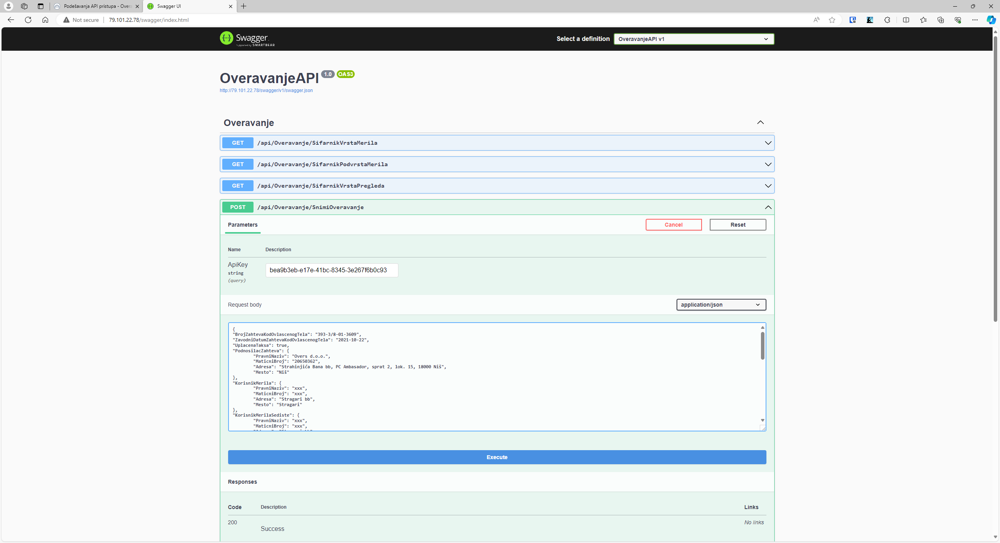 Podešavanja API pristupa - Overa
Swagger UI
Not secure
79.101.22.78/swagger/index.html
Swagger
Supported by SMARTBEAR
Select a definition
OveravanjeAPI v1
OveravanjeAPI 1.0 OAS3
http://79.101.22.78/swagger/v1/swagger.json
Overavanje
GET /api/Overavanje/SifarnikVrstaMerila
GET /api/Overavanje/SifarnikPodvrstaMerila
GET /api/Overavanje/SifarnikVrstaPregleda
POST /api/Overavanje/SnimiOveravanje
Parameters
Cancel
Reset
Name Description
ApiKey
string
(query)
bea9b3eb-e17e-41bc-8345-3e267f6b0c93
Request body
application/json
{
"BrojZahtevaKodOvlascenogTela": "393-3/8-01-3609",
"ZavodniDatumZahtevaKodOvlascenogTela": "2021-10-22",
"UplacenaTaksa": true,
"PodnosilacZahteva": {
"PravniNaziv": "Overs d.o.o.",
"MaticniBroj": "20650362",
"Adresa": "Strahinjića Bana bb, PC Ambasador, sprat 2, lok. 15, 18000 Niš",
"Mesto": "Niš"
},
"KorisnikMerila": {
"PravniNaziv": "xxx",
"MaticniBroj": "xxx",
"Adresa": "Stragari bb",
"Mesto": "Stragari"
},
"KorisnikMerilaSediste": {
"PravniNaziv": "xxx",
"MaticniBroj": "xxx",
Execute
Responses
Code Description Links
200
Success
No links